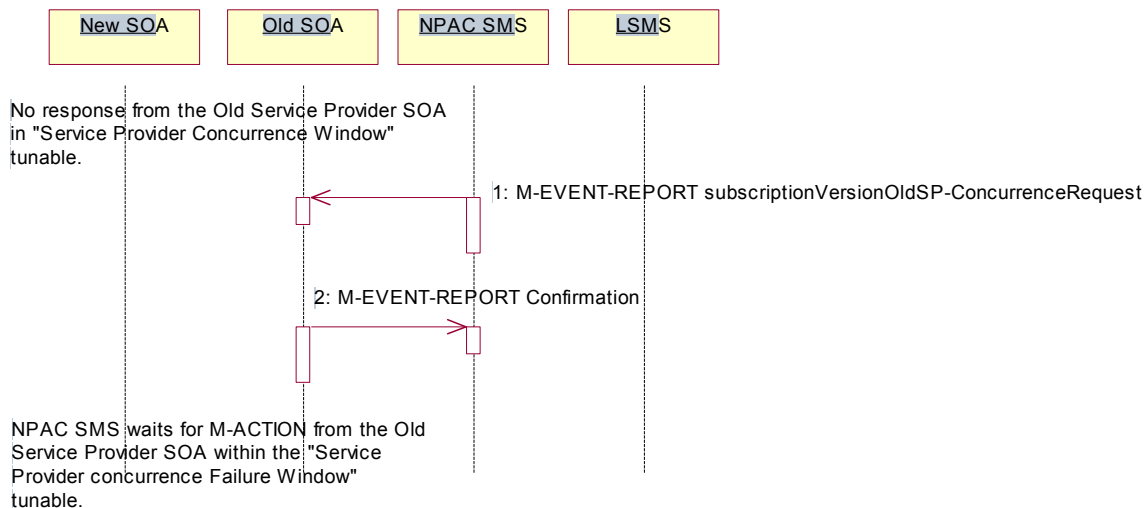 New SOA
Old SOA
NPAC SMS
LSMS
No response from the Old Service Provider SOA
in "Service Provider Concurrence Window"
tunable.
1: M-EVENT-REPORT subscriptionVersionOldSP-ConcurrenceRequest
2: M-EVENT-REPORT Confirmation
NPAC SMS waits for M-ACTION from the Old
Service Provider SOA within the "Service
Provider concurrence Failure Window"
tunable.